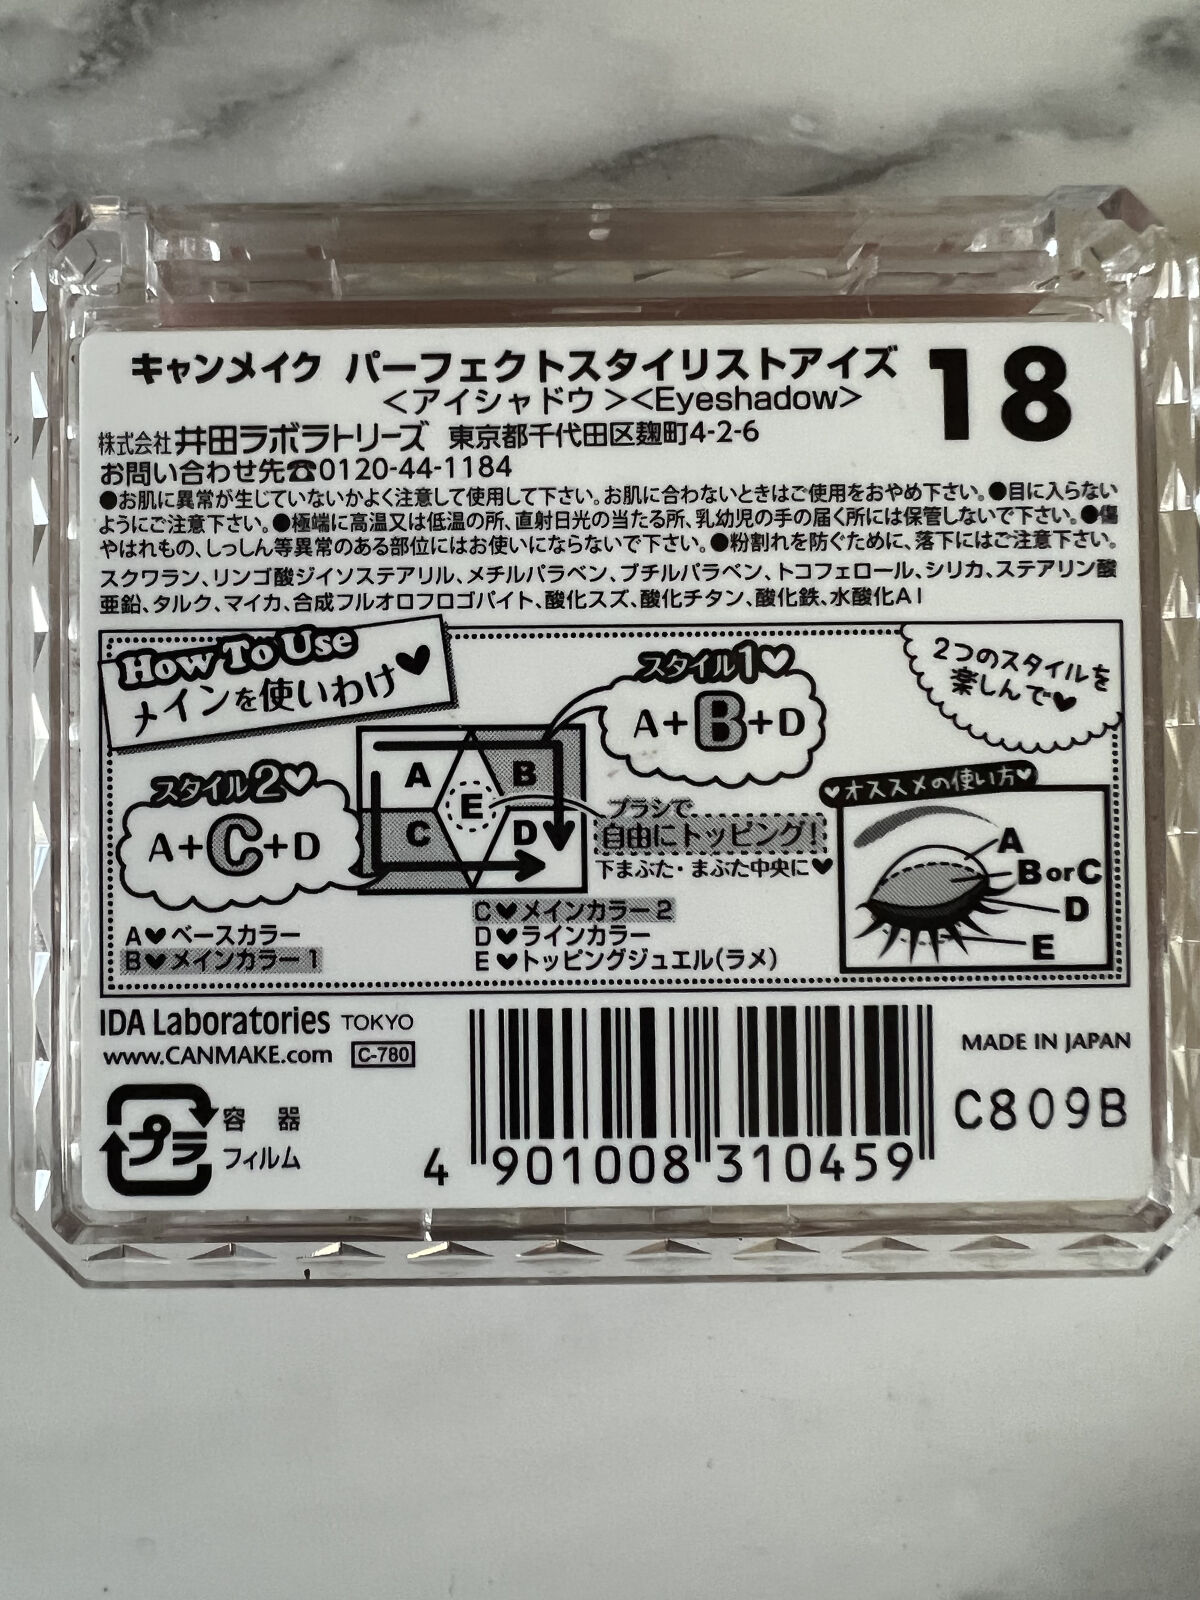 キャンメイク パーフェクトスタイリストアイズ 18
＜アイシャドウ＞<Eyeshadow>
株式会社 井田ラボラトリーズ 東京都千代田区麹町4-2-6
お問い合わせ先☎0120-44-1184
●お肌に異常が生じていないかよく注意して使用して下さい。お肌に合わないときはご使用をおやめ下さい。●目に入らない
ようにご注意下さい。●極端に高温又は低温の所、直射日光の当たる所、乳幼児の手の届く所には保管しないで下さい。●傷
やはれもの、しっしん等異常のある部位にはお使いにならないで下さい。●粉割れを防ぐために、落下にはご注意下さい。
スクワラン、リンゴ酸ジイソステアリル、メチルパラベン、ブチルパラベン、トコフェロール、シリカ、ステアリン酸
亜鉛、タルク、マイカ、合成フルオロフロゴパイト、酸化スズ、酸化チタン、酸化鉄、水酸化Al
How To Use
メインを使いわけ♥
スタイル1♥
A+B+D
2つのスタイルを
楽しんで♥
スタイル2♥
A+C+D
A
B
C
D
E
ブラシで
自由にトッピング!
下まぶた・まぶた中央に♥
♥オススメの使い方♥
A
B or C
D
E
A♥ベースカラー
B♥メインカラー1
C♥メインカラー2
D♥ラインカラー
E♥トッピングジュエル(ラメ)
IDA Laboratories TOKYO
www.CANMAKE.com C-780
MADE IN JAPAN
C809B
プラ
容 器
フィルム
4 901008 310459